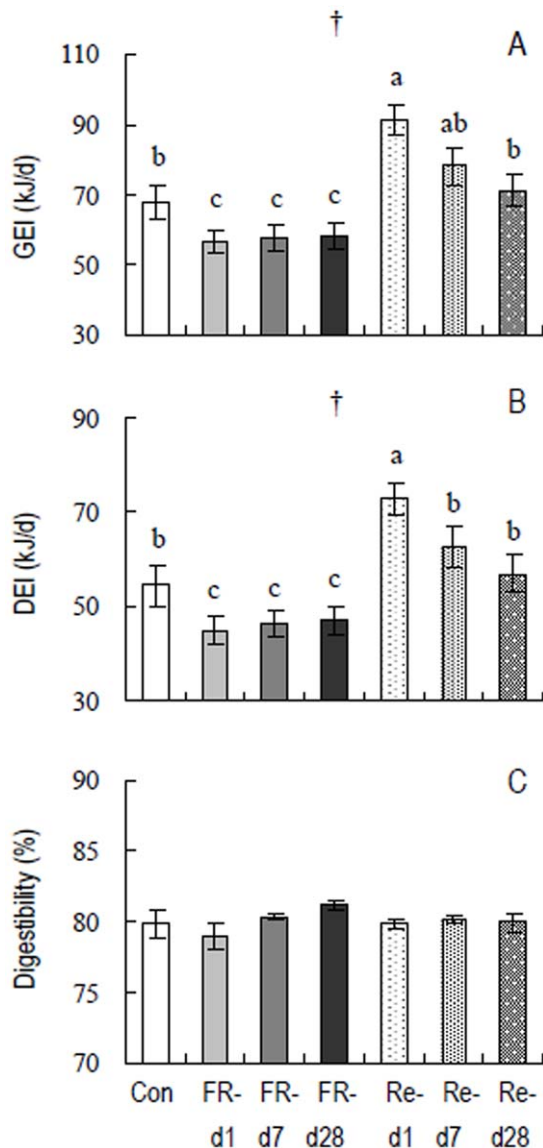 †
A
110
90
70
50
30
GEI (kJ/d)
b
c
c
c
a
ab
b
†
B
90
70
50
30
DEI (kJ/d)
b
c
c
c
a
b
b
C
90
85
80
75
70
Digestibility (%)
Con FR- FR- FR- Re- Re- Re-
d1 d7 d28 d1 d7 d28